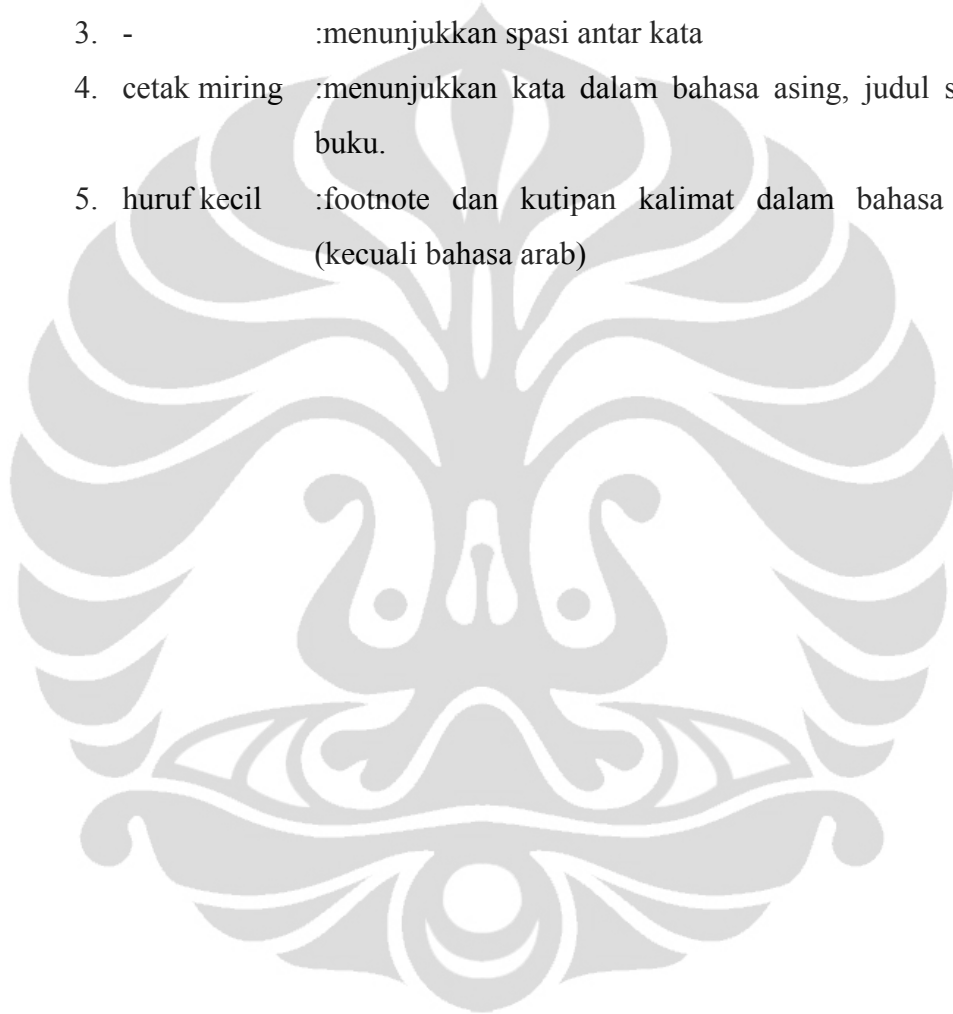 3. - :menunjukkan spasi antar kata
4. cetak miring :menunjukkan kata dalam bahasa asing, judul
buku.
5. huruf kecil :footnote dan kutipan kalimat dalam bahasa
(kecuali bahasa arab)